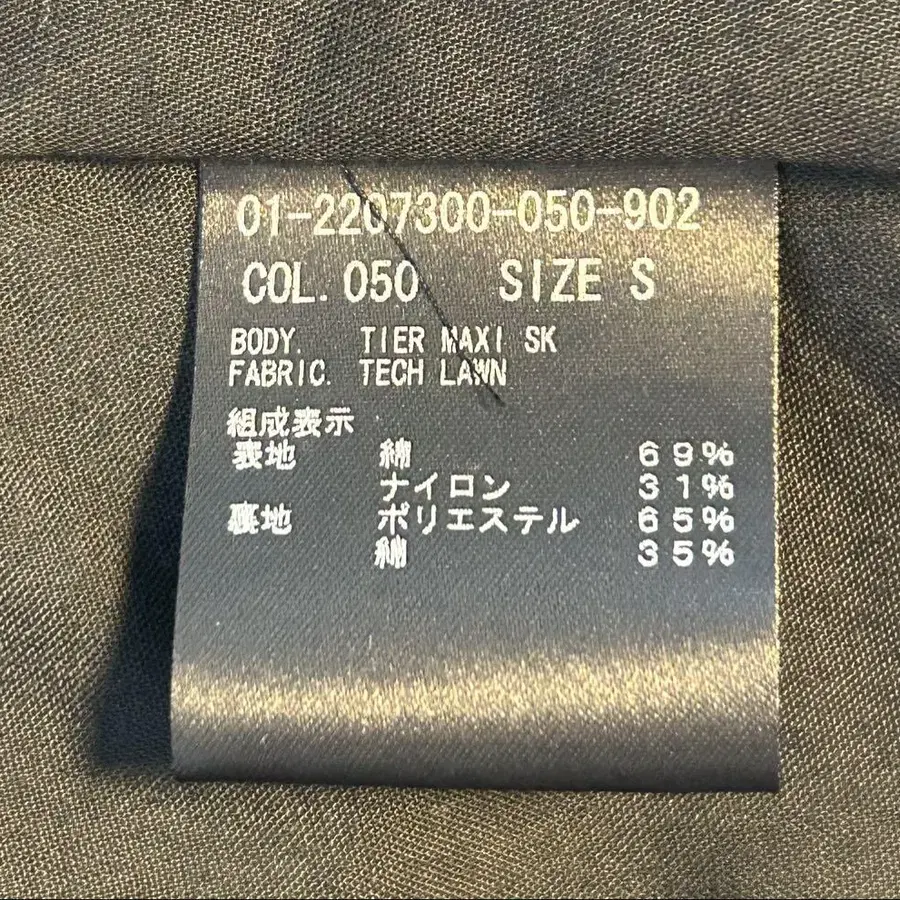 01-2207300-050-902
COL. 050 SIZE S
BODY. TIER MAXI SK
FABRIC. TECH LAWN
組成表示
表地 綿 69%
ナイロン 31%
裏地 ポリエステル 65%
綿 35%